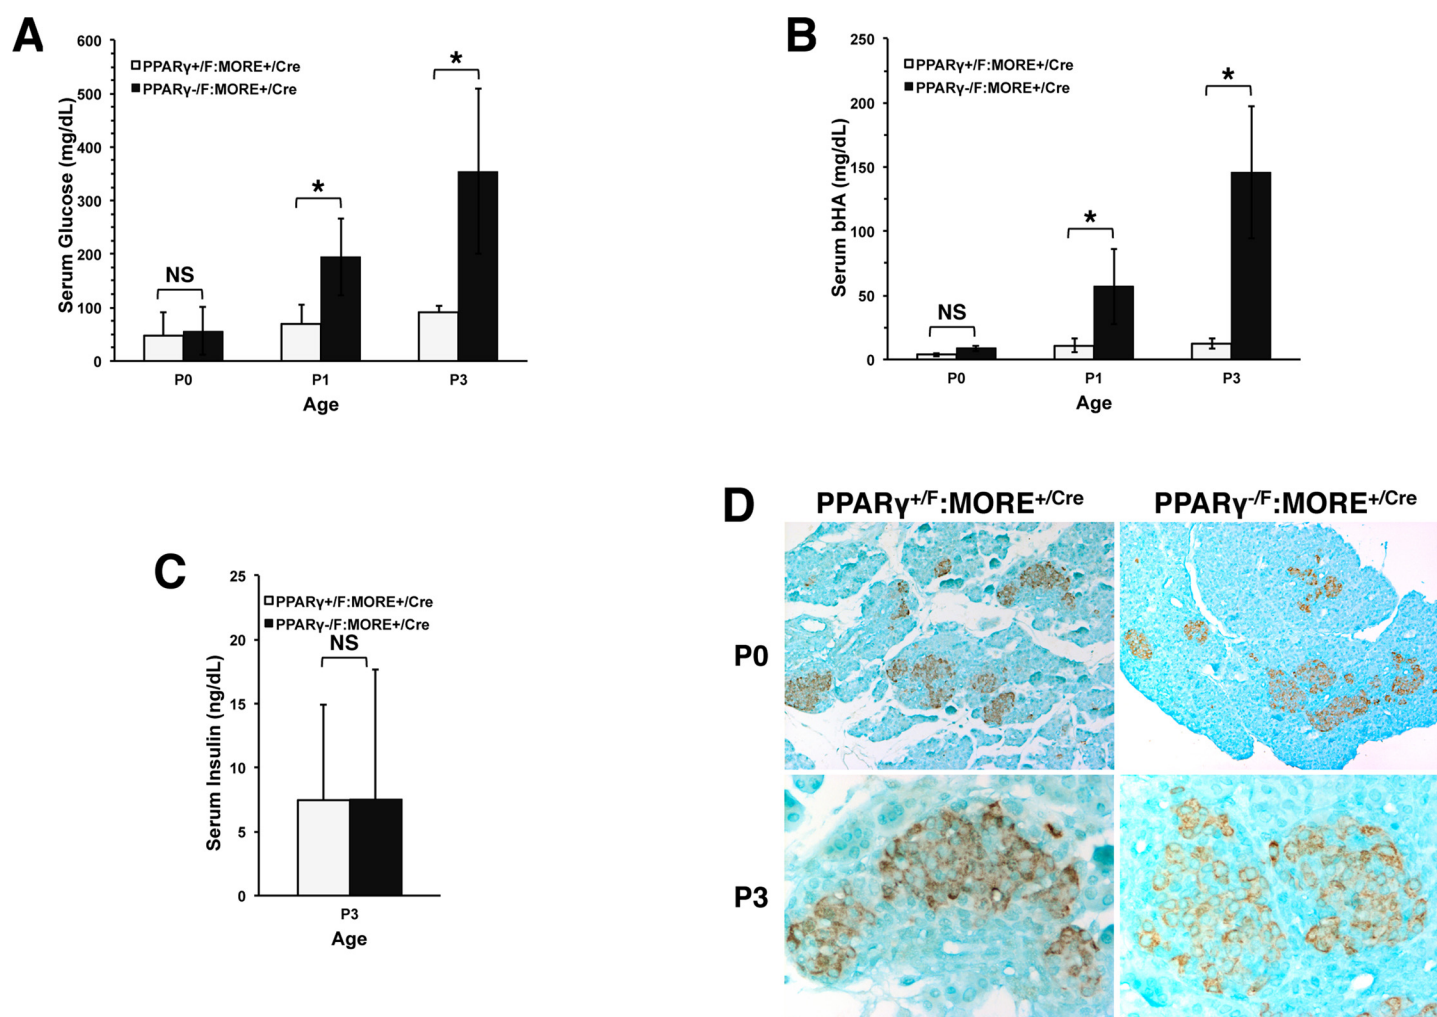 A
600
500
400
300
200
100
0
Serum Glucose (mg/dL)
PPARγ+/F:MORE+/Cre
PPARγ-/F:MORE+/Cre
NS
*
*
P0 P1 P3
Age
B
250
200
150
100
50
0
Serum bHA (mg/dL)
PPARγ+/F:MORE+/Cre
PPARγ-/F:MORE+/Cre
NS
*
*
P0 P1 P3
Age
C
25
20
15
10
5
0
Serum Insulin (ng/dL)
PPARγ+/F:MORE+/Cre
PPARγ-/F:MORE+/Cre
NS
P3
Age
D
PPARγ+/F:MORE+/Cre PPARγ-/F:MORE+/Cre
P0
P3